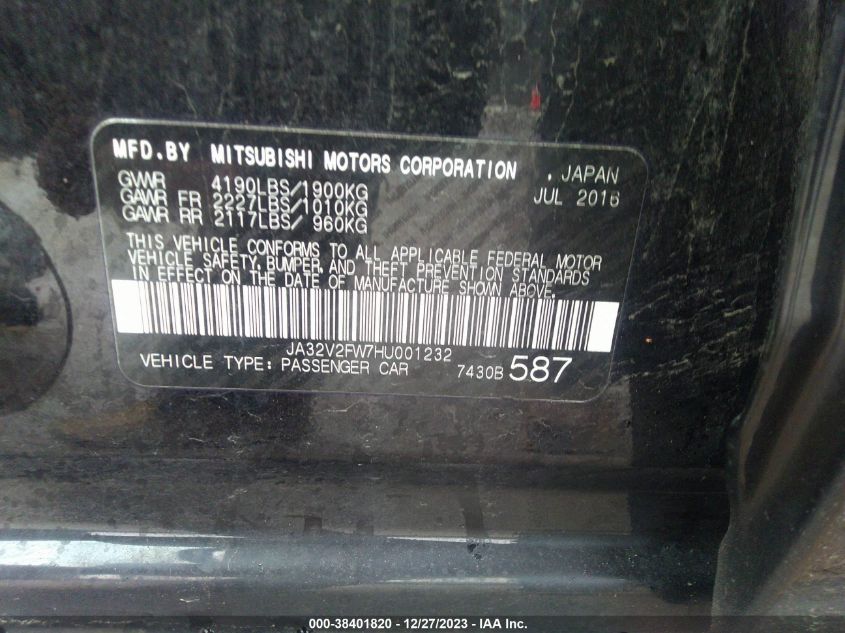 MFD.BY MITSUBISHI MOTORS CORPORATION . JAPAN
GVWR 4190LBS/1900KG JUL 2016
GAWR FR 2227LBS/1010KG
GAWR RR 2117LBS/ 960KG
THIS VEHICLE CONFORMS TO ALL APPLICABLE FEDERAL MOTOR
VEHICLE SAFETY, BUMPER, AND THEFT PREVENTION STANDARDS
IN EFFECT ON THE DATE OF MANUFACTURE SHOWN ABOVE.
JA32V2FW7HU001232
VEHICLE TYPE: PASSENGER CAR 7430B 587
000-38401820 - 12/27/2023 - IAA Inc.